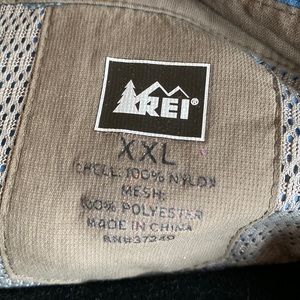 REI®
XXL
SHELL: 100% NYLON
MESH:
100% POLYESTER
MADE IN CHINA
RN#37249